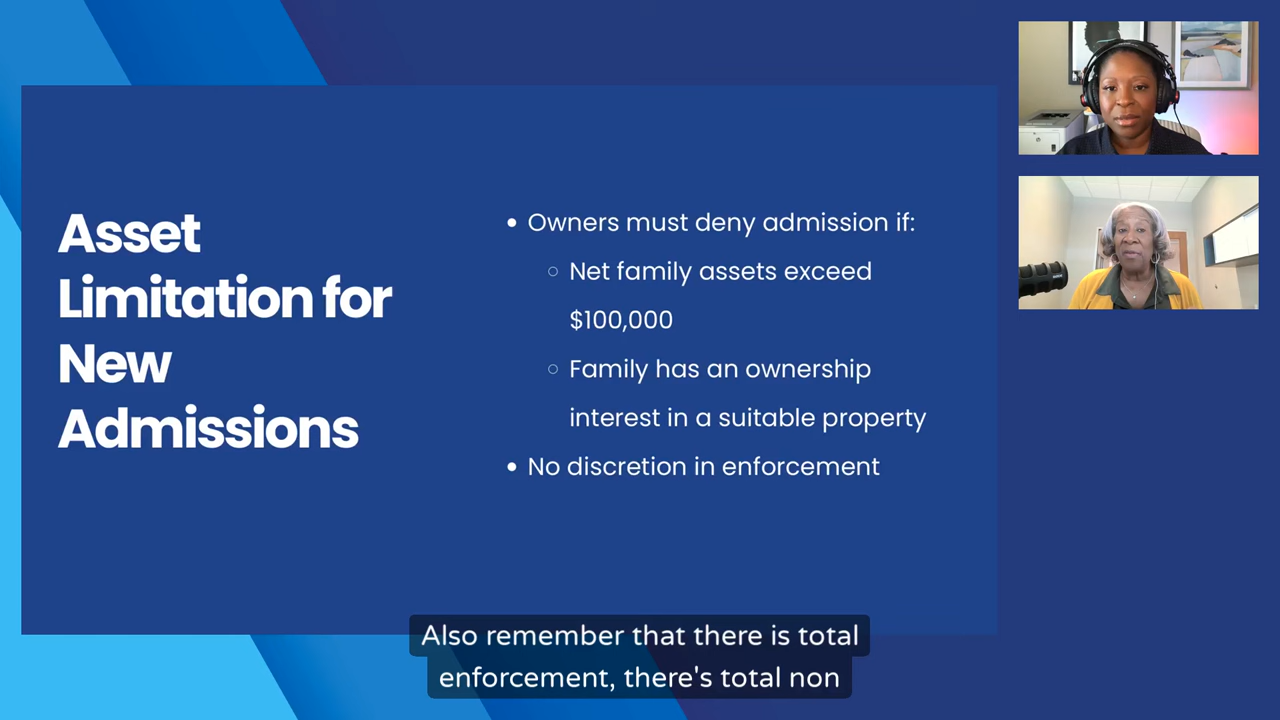 Asset
Limitation for
New
Admissions
• Owners must deny admission if:
○ Net family assets exceed
$100,000
○ Family has an ownership
interest in a suitable property
• No discretion in enforcement
Also remember that there is total
enforcement, there's total non